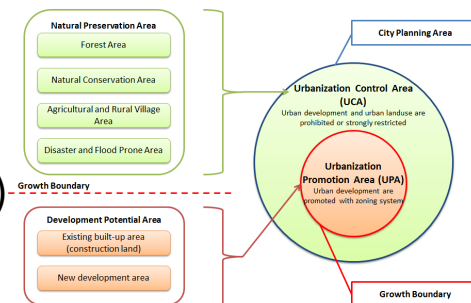 Natural Preservation Area
Forest Area
Natural Conservation Area
Agricultural and Rural Village
Area
Disaster and Flood Prone Area
Growth Boundary
Development Potential Area
Existing built-up area
(construction land)
New development area
City Planning Area
Urbanization Control Area
(UCA)
Urban development and urban landuse are
prohibited or strongly restricted
Urbanization
Promotion Area (UPA)
Urban development are
promoted with zoning system
Growth Boundary